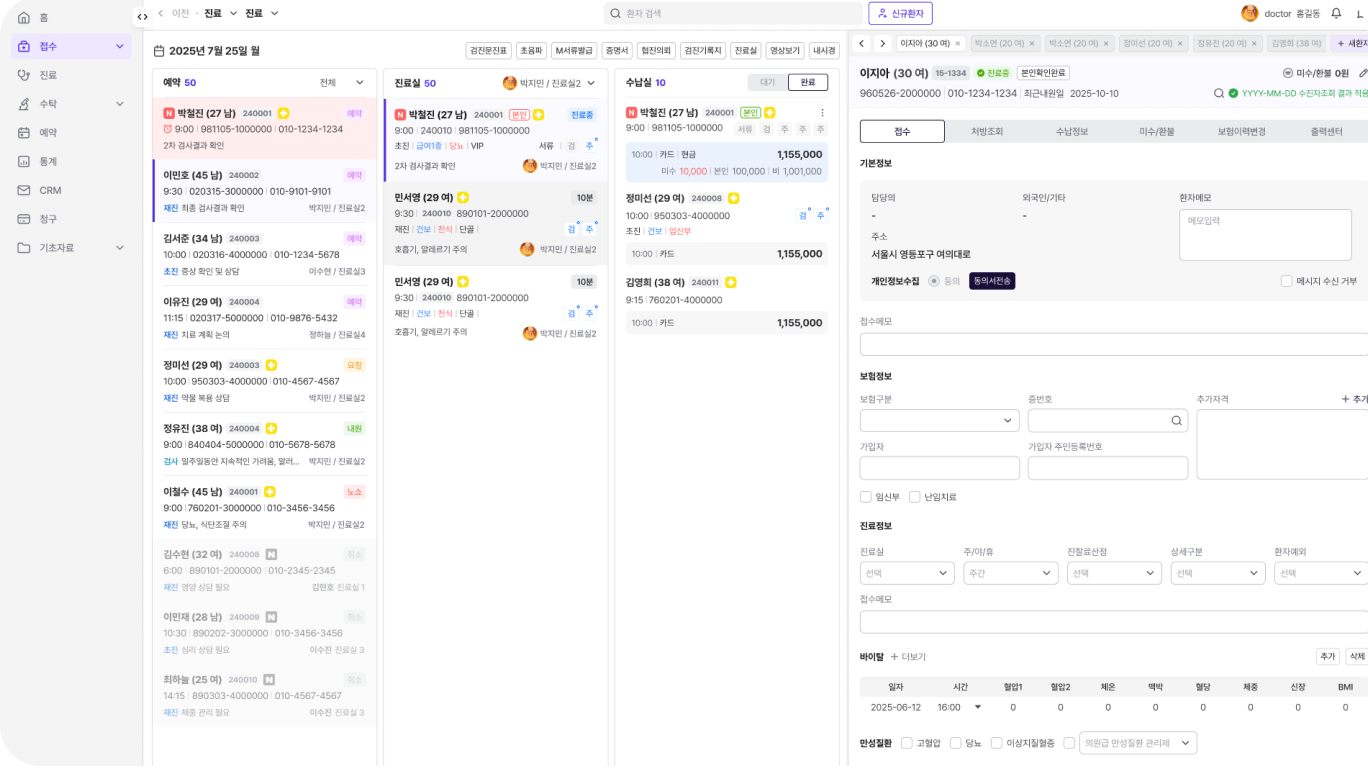 홈
접수
진료
수탁
예약
통계
CRM
청구
기초자료
이전 · 진료 진료
환자 검색
신규환자
doctor 홍길동
2025년 7월 25일 월
검진문진표 초음파 M서류발급 증명서 협진의뢰 검진기록지 진료실 영상보기 내시경
예약 50 전체
N 박철진 (27 남) 240001 예약
9:00 | 981105-1000000 | 010-1234-1234
2차 검사결과 확인
이민호 (45 남) 240002 예약
9:30 | 020315-3000000 | 010-9101-9101
재진 최종 검사결과 확인 박지민 / 진료실2
김서준 (34 남) 240003 예약
10:00 | 020316-4000000 | 010-1234-5678
초진 증상 확인 및 상담 이수현 / 진료실3
이유진 (29 여) 240004 예약
11:15 | 020317-5000000 | 010-9876-5432
재진 치료 계획 논의 정하늘 / 진료실4
정미선 (29 여) 240003 요청
10:00 | 950303-4000000 | 010-4567-4567
재진 약물 복용 상담 박지민 / 진료실2
정유진 (38 여) 240004 내원
9:00 | 840404-5000000 | 010-5678-5678
검사 일주일동안 지속적인 가려움, 알러... 박지민 / 진료실2
이철수 (45 남) 240001 노쇼
9:00 | 760201-3000000 | 010-3456-3456
재진 당뇨, 식단조절 주의 박지민 / 진료실2
김수현 (32 여) 240008 N 취소
6:00 | 890101-2000000 | 010-2345-2345
재진 영양 상담 필요 김현호 진료실 1
이민재 (28 남) 240009 N 취소
10:30 | 890202-3000000 | 010-3456-3456
초진 심리 상담 필요 이수진 진료실 3
최하늘 (25 여) 240010 N 취소
14:15 | 890303-4000000 | 010-4567-4567
재진 체중 관리 필요 이수진 진료실 3
진료실 50 박지민 / 진료실2
N 박철진 (27 남) 240001 본인 진료중
9:00 | 240010 | 981105-1000000
초진 | 급여1종 | 당뇨 | VIP 서류 | 검 주
2차 검사결과 확인 박지민 / 진료실2
민서영 (29 여) 10분
9:30 | 240010 890101-2000000
재진 | 건보 | 천식 | 단골 | 검 주
호흡기, 알레르기 주의 박지민 / 진료실2
민서영 (29 여) 10분
9:30 | 240010 890101-2000000
재진 | 건보 | 천식 | 단골 | 검 주
호흡기, 알레르기 주의 박지민 / 진료실2
수납실 10 대기 완료
N 박철진 (27 남) 240001 본인
9:00 | 981105-1000000 서류 검 주 주 주
10:00 | 카드 | 현금 1,155,000
미수 10,000 | 본인 100,000 | 비 1,001,000
정미선 (29 여) 240008
10:00 | 950303-4000000 검 주
초진 | 건보 | 임신부
10:00 | 카드 1,155,000
김영희 (38 여) 240011
9:15 | 760201-4000000
10:00 | 카드 1,155,000
이지아 (30 여) × 박소연 (20 여) × 박소연 (20 여) × 정미선 (20 여) × 정유진 (20 여) × 김영희 (38 여) + 새환자
이지아 (30 여) 15-1334 진료중 본인확인완료 미수/환불 0원
960526-2000000 | 010-1234-1234 | 최근내원일 2025-10-10 YYYY-MM-DD 수진자조회 결과 적용
접수 처방조회 수납정보 미수/환불 보험이력변경 출력센터
기본정보
담당의 외국인/기타 환자메모
- - 메모입력
주소
서울시 영등포구 여의대로
개인정보수집 동의 동의서전송 메시지 수신 거부
접수메모
보험정보
보험구분 증번호 추가자격 + 추가
가입자 가입자 주민등록번호
임신부 난임치료
진료정보
진료실 주/야/휴 진찰료산정 상세구분 환자예외
선택 주간 선택 선택 선택
접수메모
바이탈 + 더보기 추가 삭제
일자 시간 혈압1 혈압2 체온 맥박 혈당 체중 신장 BMI
2025-06-12 16:00 0 0 0 0 0 0 0 0
만성질환 고혈압 당뇨 이상지질혈증 의원급 만성질환 관리제